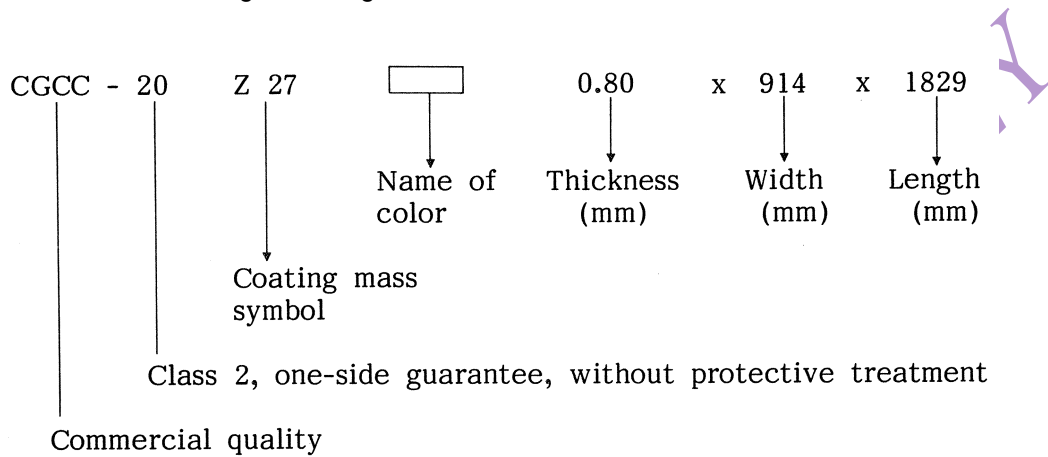 CGCC - 20 Z 27 0.80 x 914 x 1829
Name of color
Thickness (mm)
Width (mm)
Length (mm)
Coating mass symbol
Class 2, one-side guarantee, without protective treatment
Commercial quality